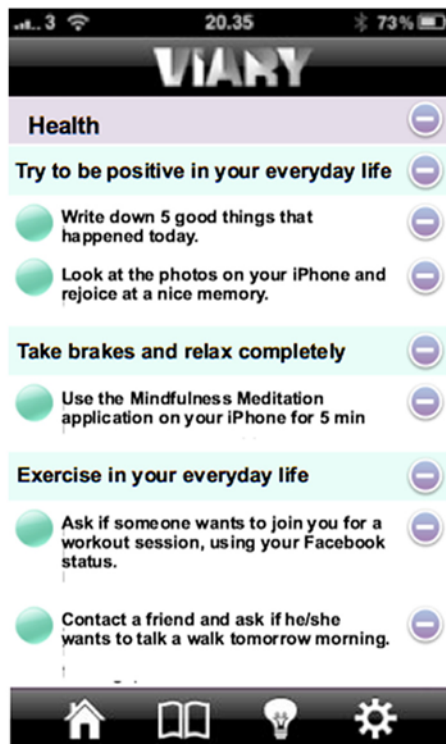 3 20.35 73%
VIARY
Health
Try to be positive in your everyday life
Write down 5 good things that
happened today.
Look at the photos on your iPhone and
rejoice at a nice memory.
Take brakes and relax completely
Use the Mindfulness Meditation
application on your iPhone for 5 min
Exercise in your everyday life
Ask if someone wants to join you for a
workout session, using your Facebook
status.
Contact a friend and ask if he/she
wants to talk a walk tomorrow morning.